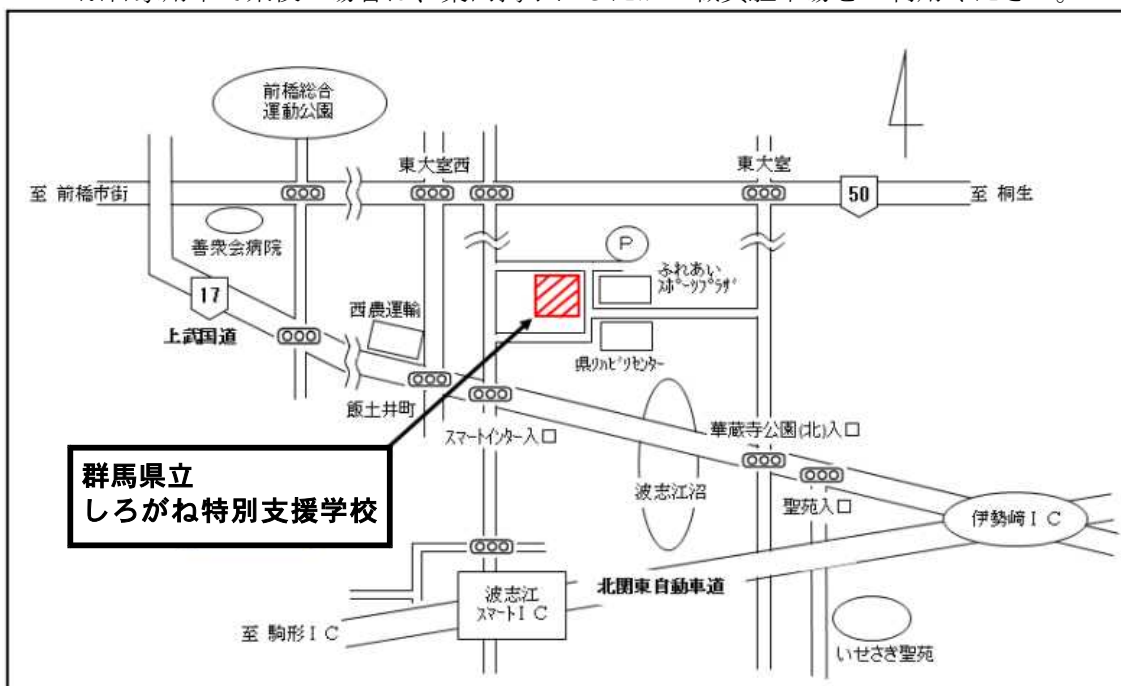 前橋総合
運動公園
東大室西
東大室
至 前橋市街
50
至 桐生
善衆会病院
P
ふれあい
ｽﾎﾟｰﾂﾌﾟﾗｻﾞ
17
上武国道
西農運輸
県ﾘﾊﾋﾞﾘｾﾝﾀｰ
飯土井町
スマートインター入口
華蔵寺公園(北)入口
群馬県立
しろがね特別支援学校
波志江沼
聖苑入口
伊勢崎ＩＣ
北関東自動車道
波志江
ｽﾏｰﾄＩＣ
至 駒形ＩＣ
いせさき聖苑